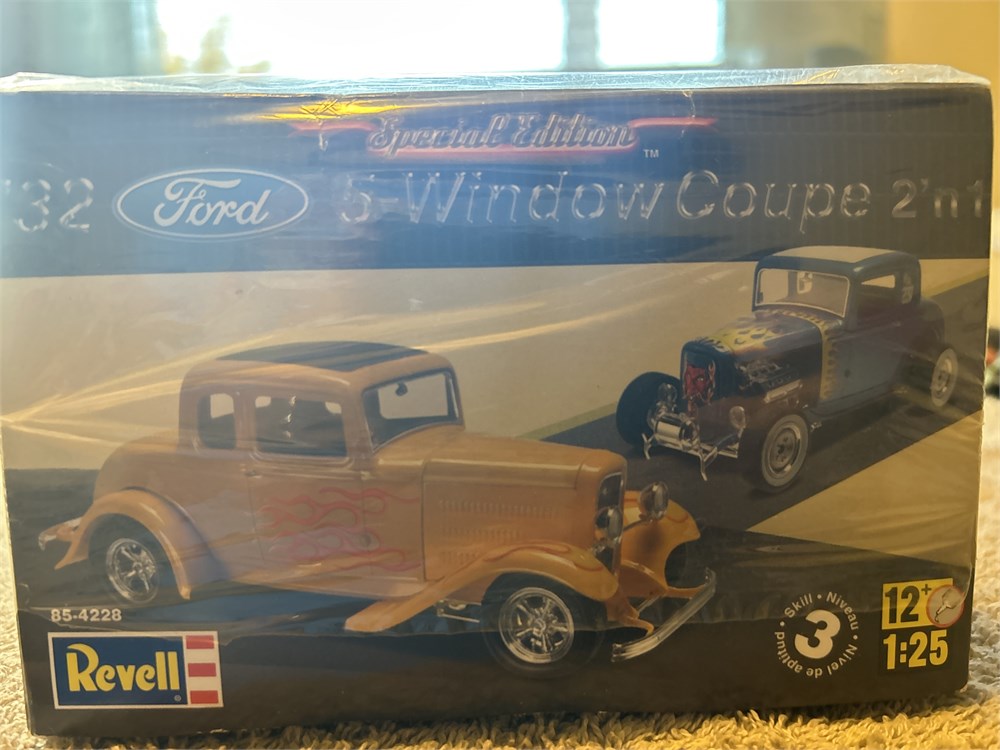 Special Edition
TM
'32 Ford 5-Window Coupe 2'n1
85-4228
Revell
Skill • Niveau • Nivel de aptitud •
3
12+
1:25